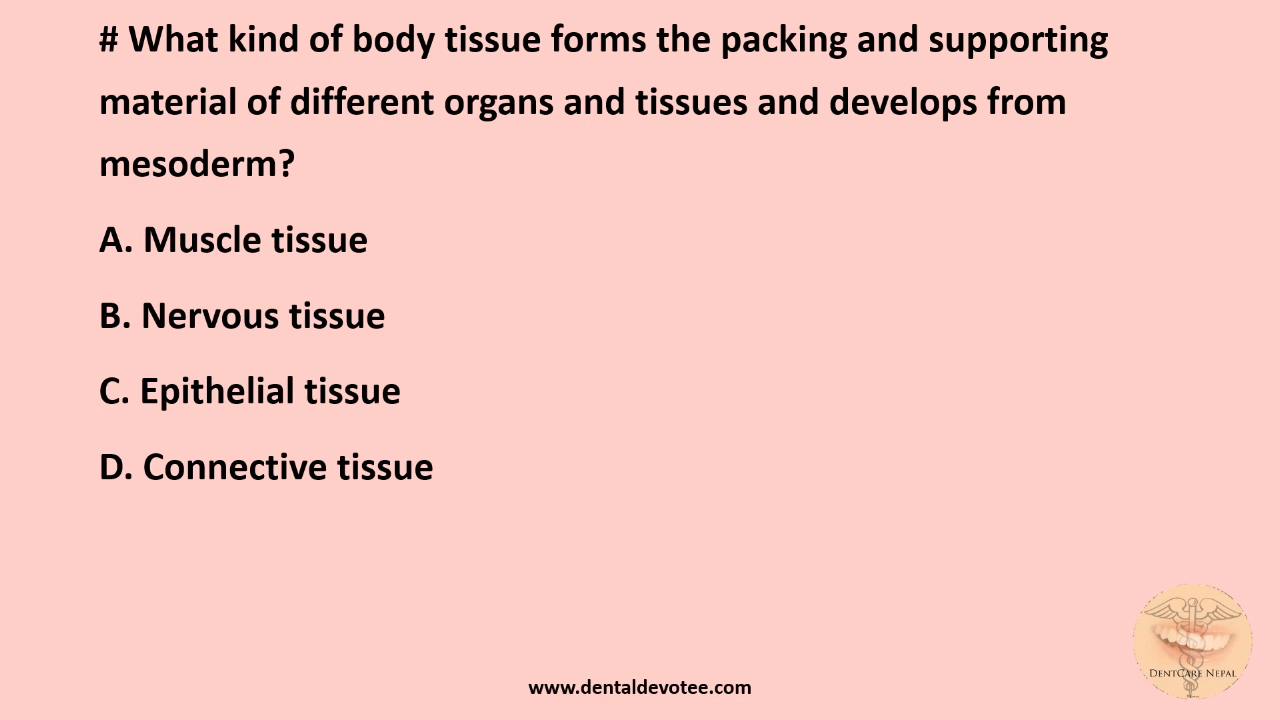 # What kind of body tissue forms the packing and supporting
material of different organs and tissues and develops from
mesoderm?
A. Muscle tissue
B. Nervous tissue
C. Epithelial tissue
D. Connective tissue
DENTCARE NEPAL
www.dentaldevotee.com